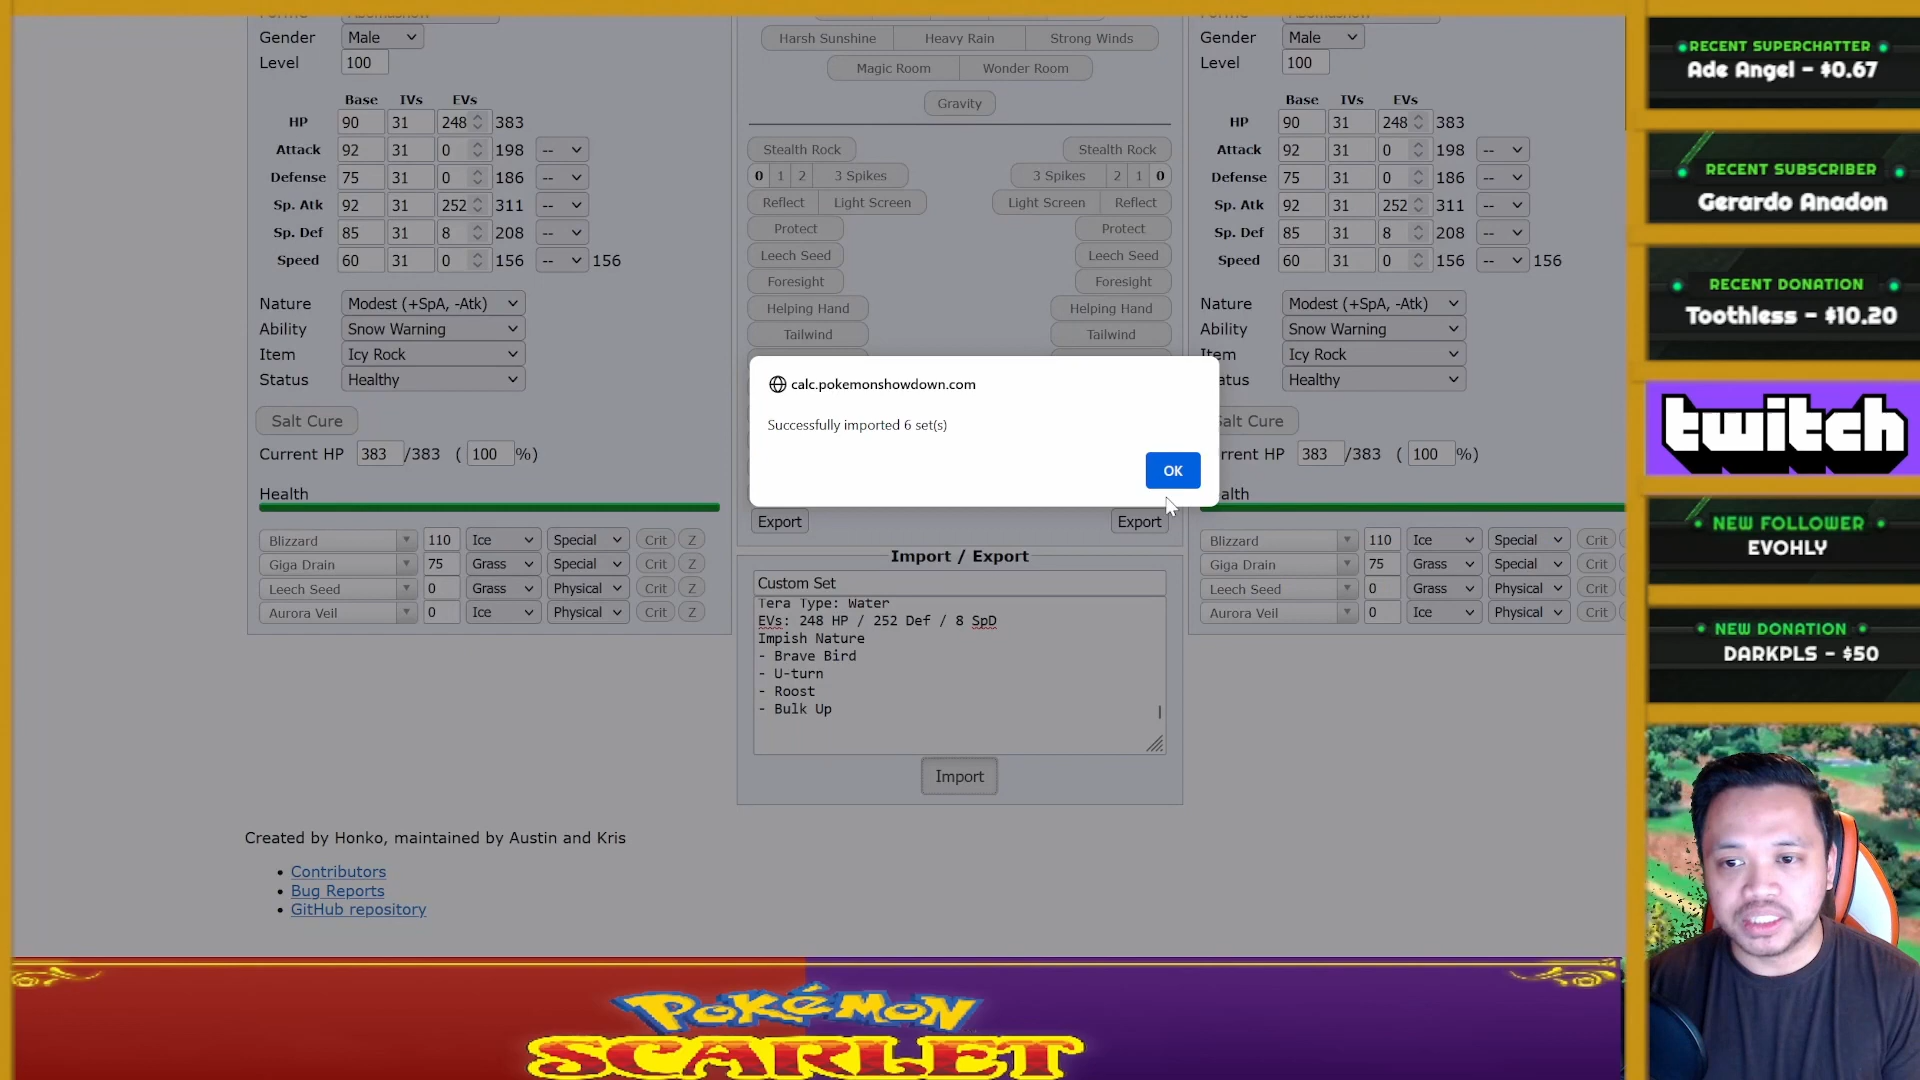 Gender Male
Level 100
Base IVs EVs
HP 90 31 248 383
Attack 92 31 0 198 --
Defense 75 31 0 186 --
Sp. Atk 92 31 252 311 --
Sp. Def 85 31 8 208 --
Speed 60 31 0 156 -- 156
Nature Modest (+SpA, -Atk)
Ability Snow Warning
Item Icy Rock
Status Healthy
Salt Cure
Current HP 383 /383 ( 100 %)
Health
Blizzard 110 Ice Special Crit Z
Giga Drain 75 Grass Special Crit Z
Leech Seed 0 Grass Physical Crit Z
Aurora Veil 0 Ice Physical Crit Z
Harsh Sunshine Heavy Rain Strong Winds
Magic Room Wonder Room
Gravity
Stealth Rock Stealth Rock
0 1 2 3 Spikes 3 Spikes 2 1 0
Reflect Light Screen Light Screen Reflect
Protect Protect
Leech Seed Leech Seed
Foresight Foresight
Helping Hand Helping Hand
Tailwind Tailwind
calc.pokemonshowdown.com
Successfully imported 6 set(s)
OK
Export Export
Import / Export
Custom Set
Tera Type: Water
EVs: 248 HP / 252 Def / 8 SpD
Impish Nature
- Brave Bird
- U-turn
- Roost
- Bulk Up
Import
Gender Male
Level 100
Base IVs EVs
HP 90 31 248 383
Attack 92 31 0 198 --
Defense 75 31 0 186 --
Sp. Atk 92 31 252 311 --
Sp. Def 85 31 8 208 --
Speed 60 31 0 156 -- 156
Nature Modest (+SpA, -Atk)
Ability Snow Warning
Item Icy Rock
atus Healthy
Salt Cure
rrent HP 383 /383 ( 100 %)
alth
Blizzard 110 Ice Special Crit
Giga Drain 75 Grass Special Crit
Leech Seed 0 Grass Physical Crit
Aurora Veil 0 Ice Physical Crit
Created by Honko, maintained by Austin and Kris
• Contributors
• Bug Reports
• GitHub repository
POKéMON
SCARLET
RECENT SUPERCHATTER
Ade Angel - $0.67
RECENT SUBSCRIBER
Gerardo Anadon
RECENT DONATION
Toothless - $10.20
twitch
NEW FOLLOWER
EVOHLY
NEW DONATION
DARKPLS - $50